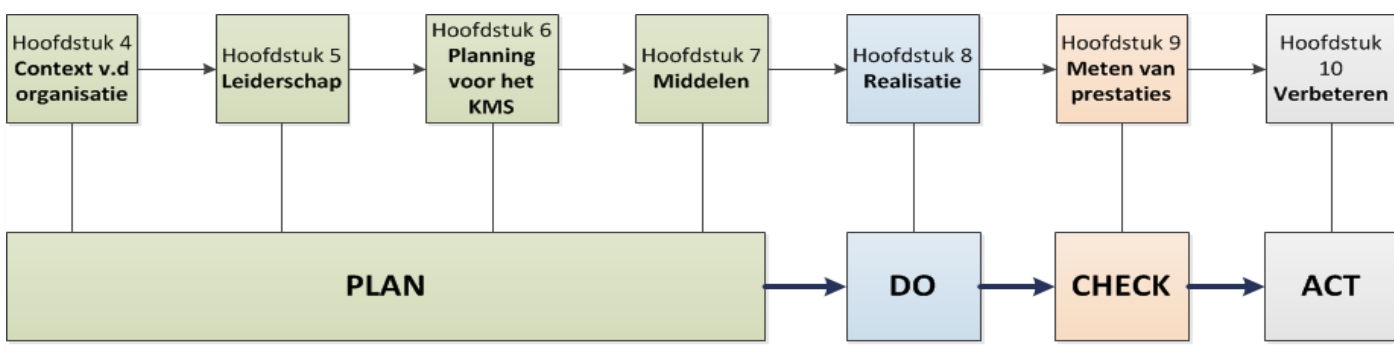 Hoofdstuk 4
Context v.d
organisatie
Hoofdstuk 5
Leiderschap
Hoofdstuk 6
Planning
voor het
KMS
Hoofdstuk 7
Middelen
Hoofdstuk 8
Realisatie
Hoofdstuk 9
Meten van
prestaties
Hoofdstuk
10
Verbeteren
PLAN
DO
CHECK
ACT